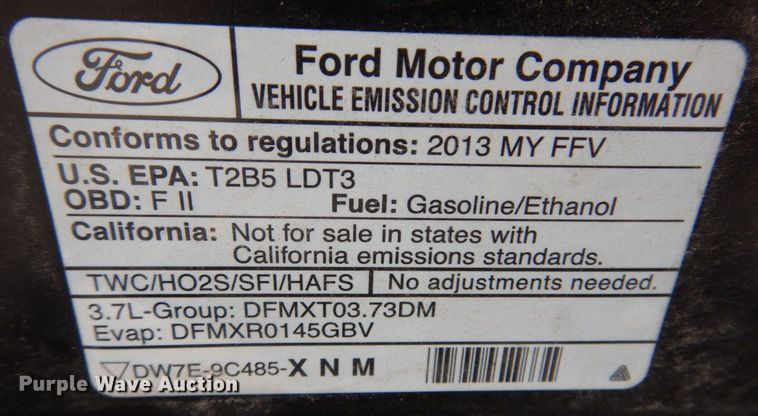 Ford
Ford Motor Company
VEHICLE EMISSION CONTROL INFORMATION
Conforms to regulations: 2013 MY FFV
U.S. EPA: T2B5 LDT3
OBD: F II Fuel: Gasoline/Ethanol
California: Not for sale in states with
California emissions standards.
TWC/HO2S/SFI/HAFS No adjustments needed.
3.7L-Group: DFMXT03.73DM
Evap: DFMXR0145GBV
DW7E-9C485-X N M
Purple Wave Auction